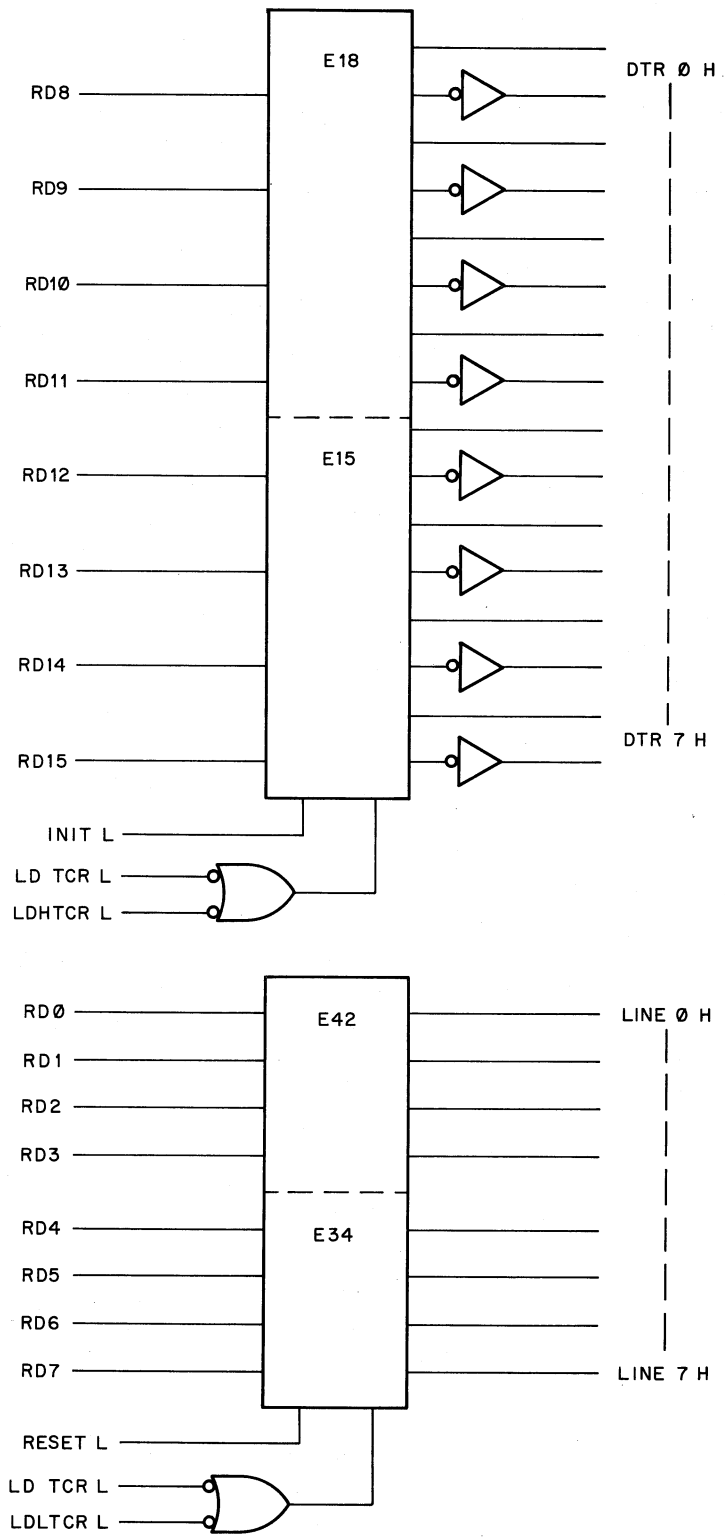 E18
DTR Ø H
RD8
RD9
RD1Ø
RD11
E15
RD12
RD13
RD14
DTR 7 H
RD15
INIT L
LD TCR L
LDHTCR L
RDØ
E42
LINE Ø H
RD1
RD2
RD3
RD4
E34
RD5
RD6
RD7
LINE 7 H
RESET L
LD TCR L
LDLTCR L